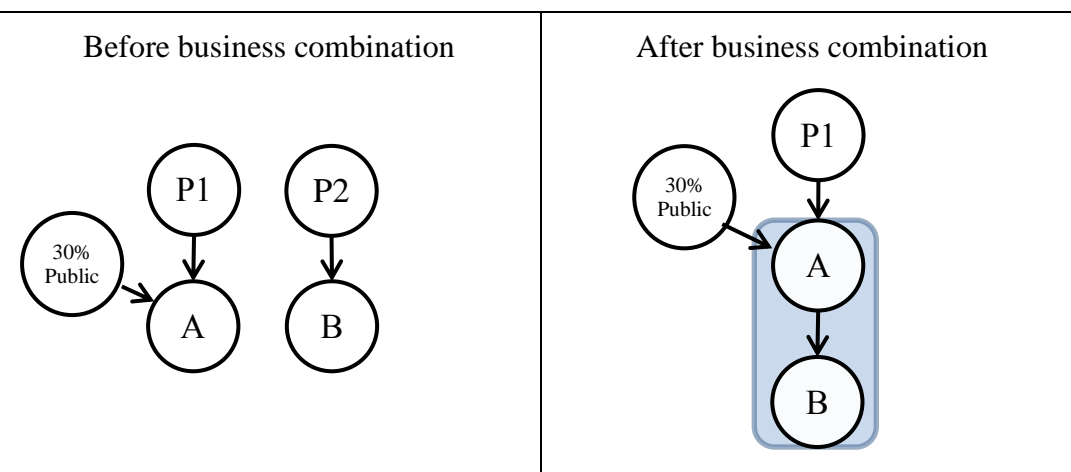 Before business combination
P1
P2
30%
Public
A
B
After business combination
P1
30%
Public
A
B